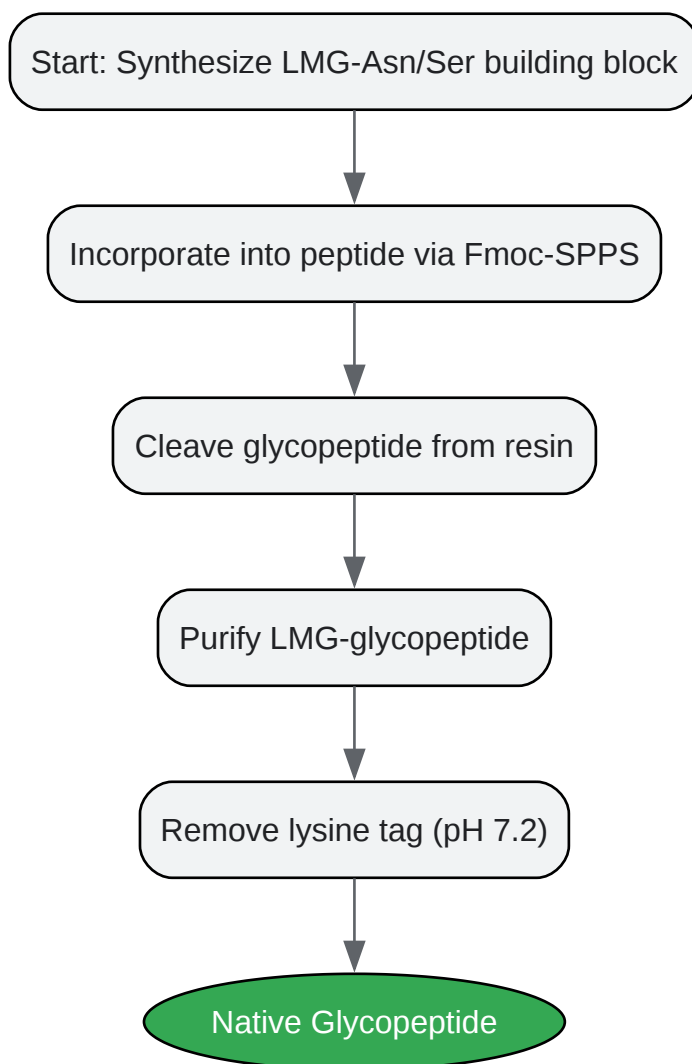 Start: Synthesize LMG-Asn/Ser building block
Incorporate into peptide via Fmoc-SPPS
Cleave glycopeptide from resin
Purify LMG-glycopeptide
Remove lysine tag (pH 7.2)
Native Glycopeptide